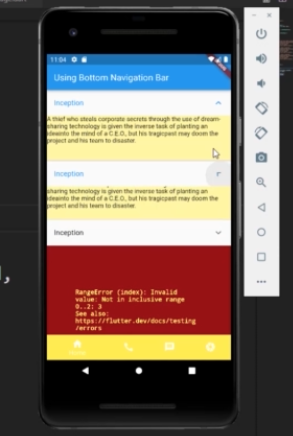 11:04
Using Bottom Navigation Bar
Inception
A thief who steals corporate secrets through the use of dream-
sharing technology is given the inverse task of planting an
ideainto the mind of a C.E.O., but his tragicpast may doom the
project and his team to disaster.
Inception
sharing technology is given the inverse task of planting an
ideainto the mind of a C.E.O., but his tragicpast may doom the
project and his team to disaster.
Inception
RangeError (index): Invalid
value: Not in inclusive range
0..2: 3
See also:
https://flutter.dev/docs/testing
/errors